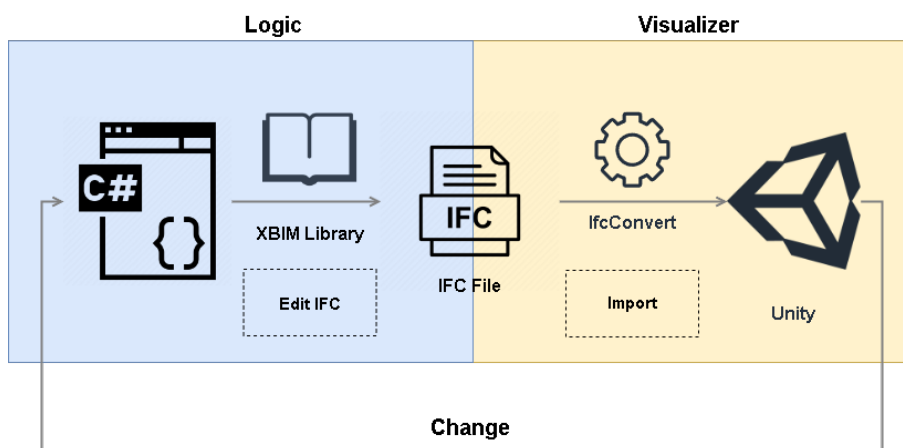 Logic
Visualizer
C#
{}
XBIM Library
Edit IFC
IFC
IFC File
IfcConvert
Import
Unity
Change